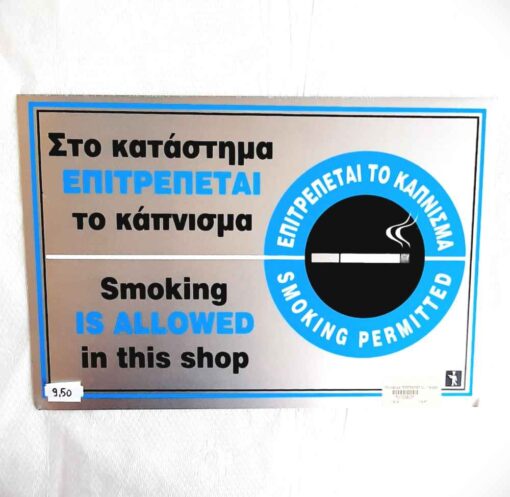 Στο κατάστημα
ΕΠΙΤΡΕΠΕΤΑΙ
το κάπνισμα
Smoking
IS ALLOWED
in this shop
ΕΠΙΤΡΕΠΕΤΑΙ ΤΟ ΚΑΠΝΙΣΜΑ
SMOKING PERMITTED
9,50